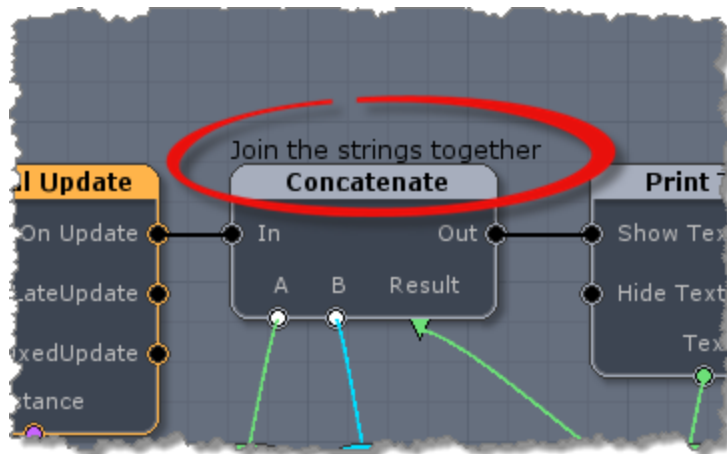 Join the strings together
l Update
Concatenate
Print
On Update
In
Out
Show Tex
LateUpdate
A
B
Result
Hide Text
ixedUpdate
Tex
stance